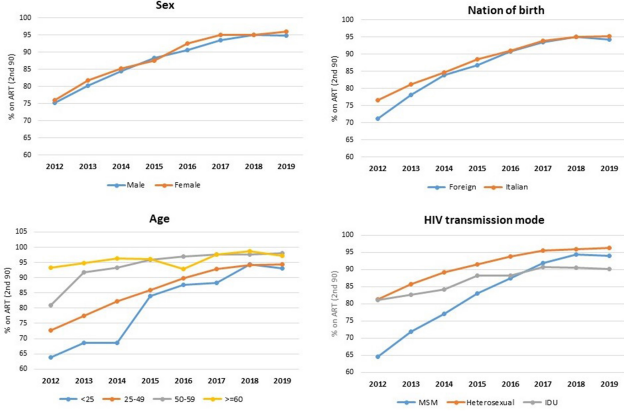 Sex
% on ART (2nd 90)
100
95
90
85
80
75
70
65
60
2012 2013 2014 2015 2016 2017 2018 2019
Male Female
Nation of birth
% on ART (2nd 90)
100
95
90
85
80
75
70
65
60
2012 2013 2014 2015 2016 2017 2018 2019
Foreign Italian
Age
% on ART (2nd 90)
105
100
95
90
85
80
75
70
65
60
2012 2013 2014 2015 2016 2017 2018 2019
<25 25-49 50-59 >=60
HIV transmission mode
% on ART (2nd 90)
100
95
90
85
80
75
70
65
60
2012 2013 2014 2015 2016 2017 2018 2019
MSM Heterosexual IDU